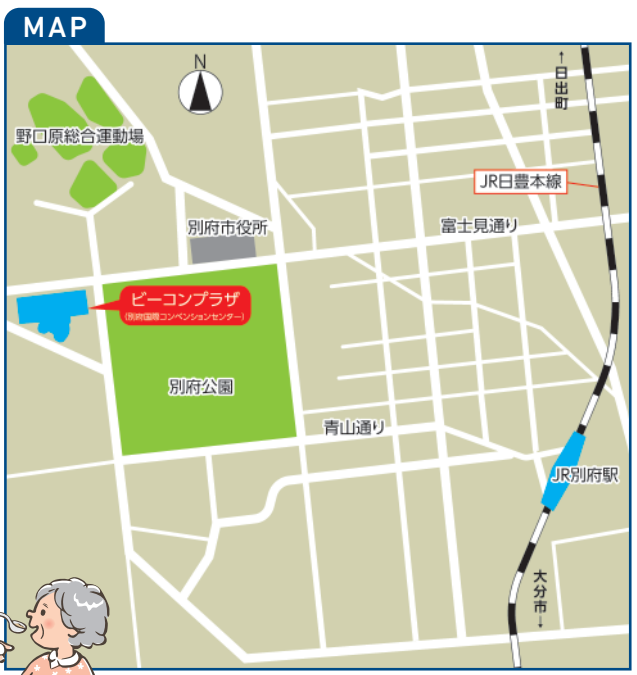 MAP
N
↑日出町
野口原総合運動場
JR日豊本線
別府市役所
富士見通り
ビーコンプラザ
(別府国際コンベンションセンター)
別府公園
青山通り
JR別府駅
大分市↓